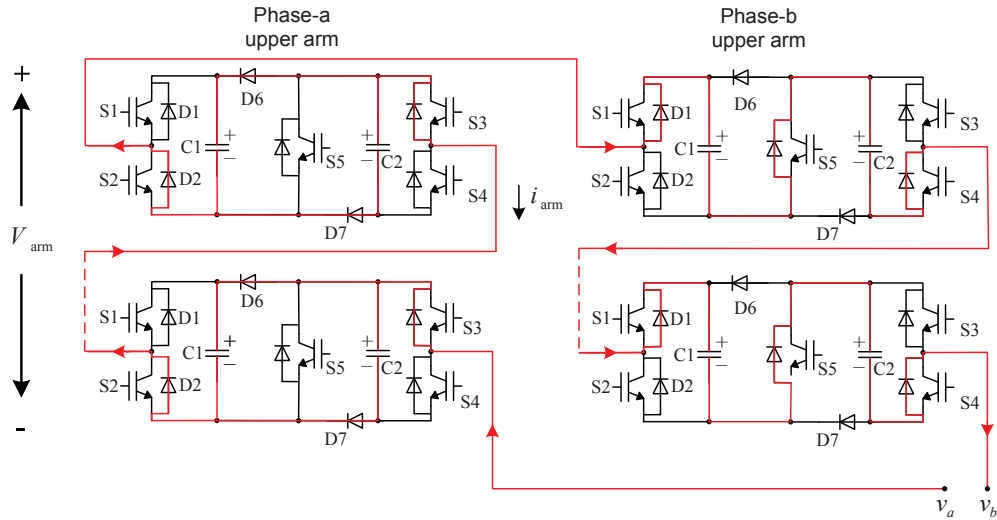 Phase-a
upper arm
Phase-b
upper arm
+
V arm
-
i arm
S1
D1
S2
D2
C1
+
−
D6
S5
C2
+
−
D7
S3
S4
S1
D1
S2
D2
C1
+
−
D6
S5
C2
+
−
D7
S3
S4
S1
D1
S2
D2
C1
+
−
D6
S5
C2
+
−
D7
S3
S4
S1
D1
S2
D2
C1
+
−
D6
S5
C2
+
−
D7
S3
S4
va
vb